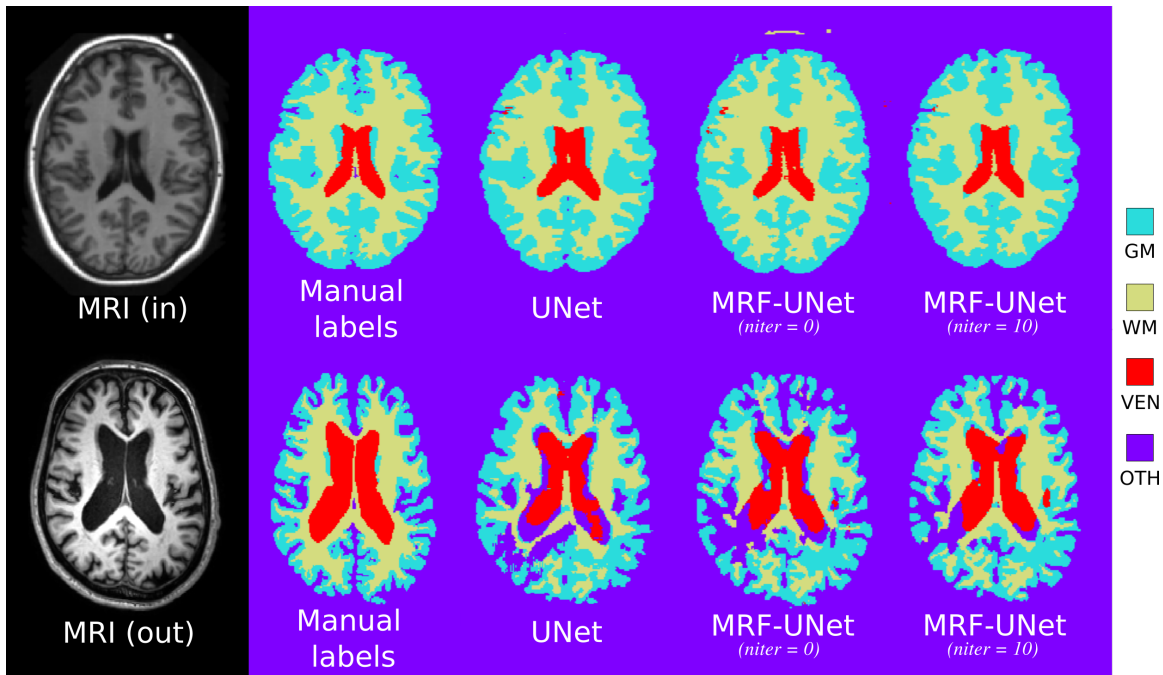 MRI (in)
Manual
labels
UNet
MRF-UNet
(niter = 0)
MRF-UNet
(niter = 10)
GM
WM
VEN
OTH
MRI (out)
Manual
labels
UNet
MRF-UNet
(niter = 0)
MRF-UNet
(niter = 10)